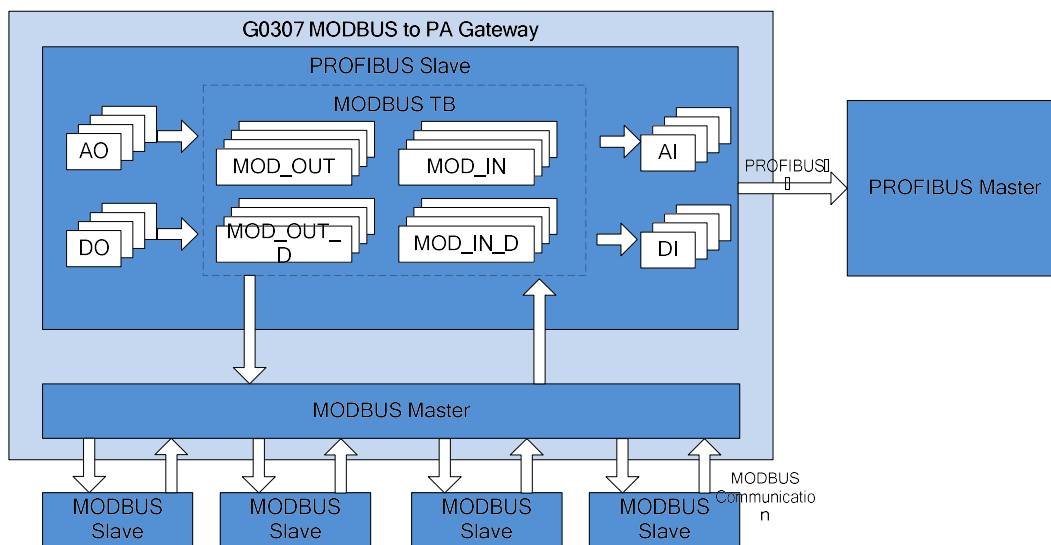 G0307 MODBUS to PA Gateway
PROFIBUS Slave
MODBUS TB
AO
MOD_OUT
MOD_IN
AI
DO
MOD_OUT_
D
MOD_IN_D
DI
PROFIBUS
PROFIBUS Master
MODBUS Master
MODBUS
Slave
MODBUS
Slave
MODBUS
Slave
MODBUS
Slave
MODBUS
Communicatio
n